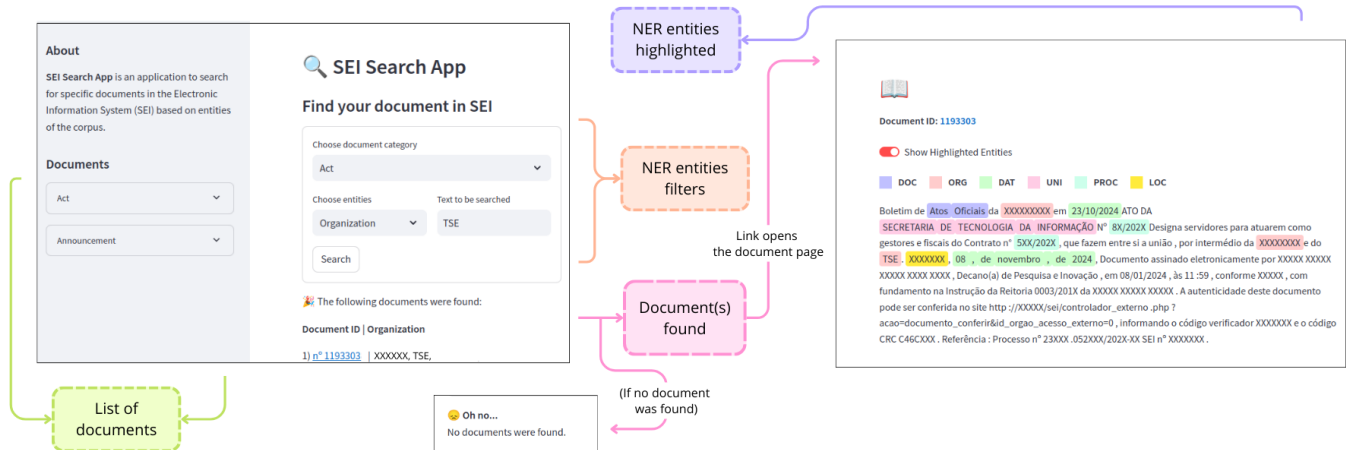 About
SEI Search App is an application to search
for specific documents in the Electronic
Information System (SEI) based on entities
of the corpus.
Documents
Act
Announcement
List of
documents
🔍 SEI Search App
Find your document in SEI
Choose document category
Act
Choose entities
Text to be searched
Organization
TSE
Search
🎉 The following documents were found:
Document ID | Organization
1) nº 1193303 | XXXXXX, TSE,
NER entities
highlighted
NER entities
filters
Document(s)
found
Link opens
the document page
(If no document
was found)
😞 Oh no...
No documents were found.
Document ID: 1193303
Show Highlighted Entities
DOC ORG DAT UNI PROC LOC
Boletim de Atos Oficiais da XXXXXXXXX em 23/10/2024 ATO DA
SECRETARIA DE TECNOLOGIA DA INFORMAÇÃO Nº 8X/202X Designa servidores para atuarem como
gestores e fiscais do Contrato nº 5XX/202X , que fazem entre si a união , por intermédio da XXXXXXXX e do
TSE . XXXXXXX , 08 , de novembro , de 2024 , Documento assinado eletronicamente por XXXXX XXXXX
XXXXX XXXX XXXX , Decano(a) de Pesquisa e Inovação , em 08/01/2024 , às 11 :59 , conforme XXXXX , com
fundamento na Instrução da Reitoria 0003/201X da XXXXX XXXXX XXXXX . A autenticidade deste documento
pode ser conferida no site http ://XXXXX/sei/controlador_externo .php ?
acao=documento_conferir&id_orgao_acesso_externo=0 , informando o código verificador XXXXXXX e o código
CRC C46CXXX . Referência : Processo nº 23XXX .052XXX/202X-XX SEI nº XXXXXXX .